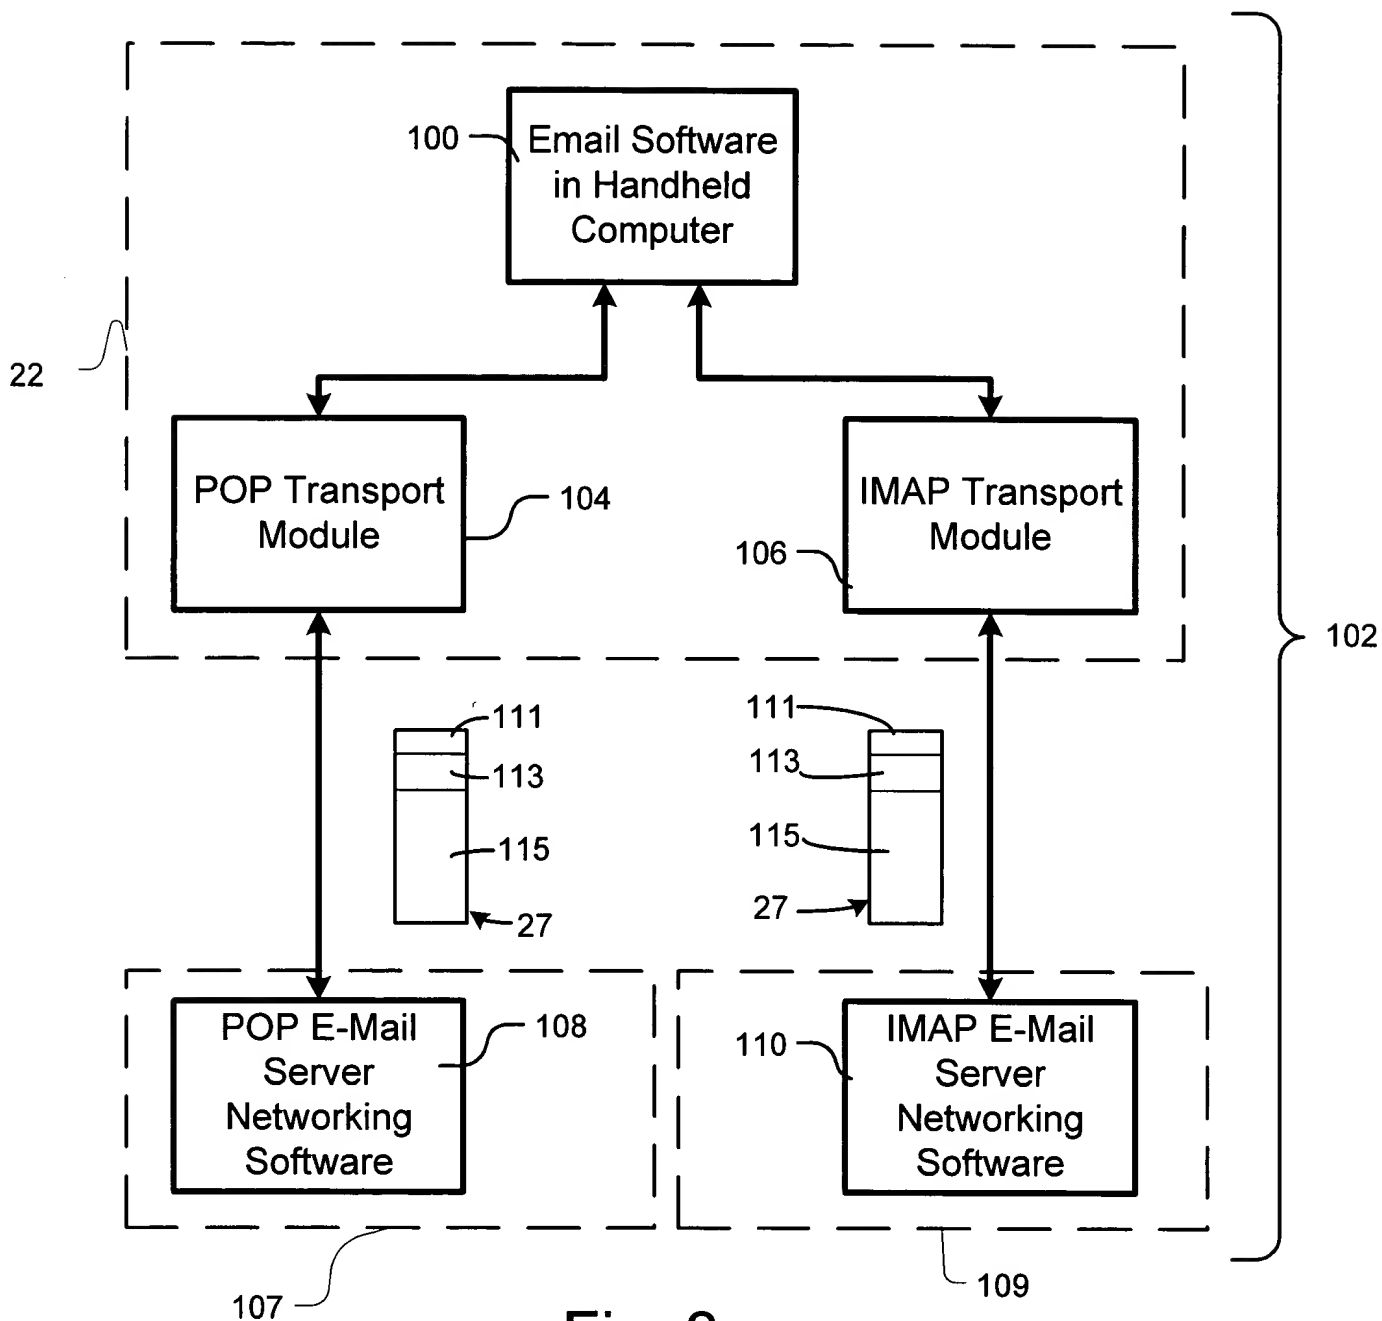 100
Email Software
in Handheld
Computer
22
POP Transport
Module
104
IMAP Transport
Module
106
102
111
113
115
27
111
113
115
27
POP E-Mail
Server
Networking
Software
108
110
IMAP E-Mail
Server
Networking
Software
107
109